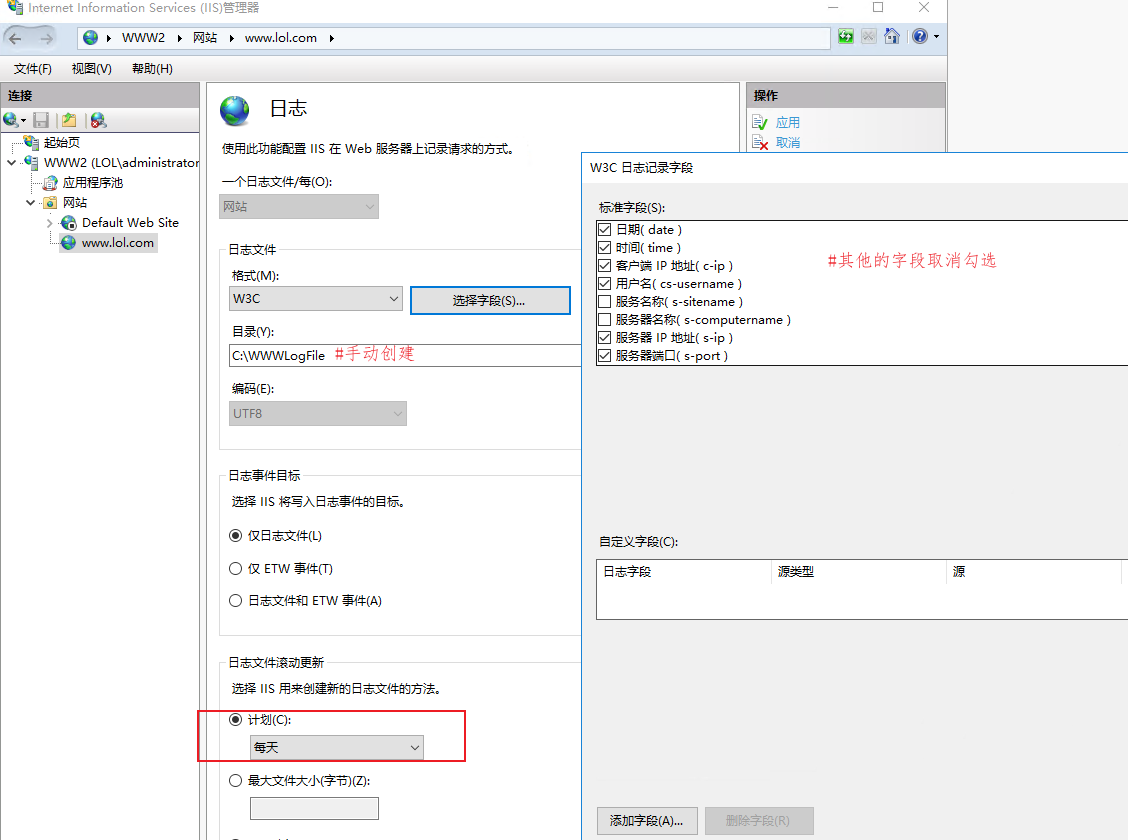 Internet Information Services (IIS)管理器
WWW2 网站 www.lol.com
文件(F) 视图(V) 帮助(H)
连接
起始页
WWW2 (LOL\administrator
应用程序池
网站
Default Web Site
www.lol.com
日志
使用此功能配置 IIS 在 Web 服务器上记录请求的方式。
一个日志文件/每(O):
网站
日志文件
格式(M):
W3C
选择字段(S)...
目录(Y):
C:\WWWLogFile #手动创建
编码(E):
UTF8
日志事件目标
选择 IIS 将写入日志事件的目标。
仅日志文件(L)
仅 ETW 事件(T)
日志文件和 ETW 事件(A)
日志文件滚动更新
选择 IIS 用来创建新的日志文件的方法。
计划(C):
每天
最大文件大小(字节)(Z):
操作
应用
取消
W3C 日志记录字段
标准字段(S):
日期( date )
时间( time )
客户端 IP 地址( c-ip )
用户名( cs-username )
服务名称( s-sitename )
服务器名称( s-computername )
服务器 IP 地址( s-ip )
服务器端口( s-port )
#其他的字段取消勾选
自定义字段(C):
日志字段 源类型 源
添加字段(A)... 删除字段(R)